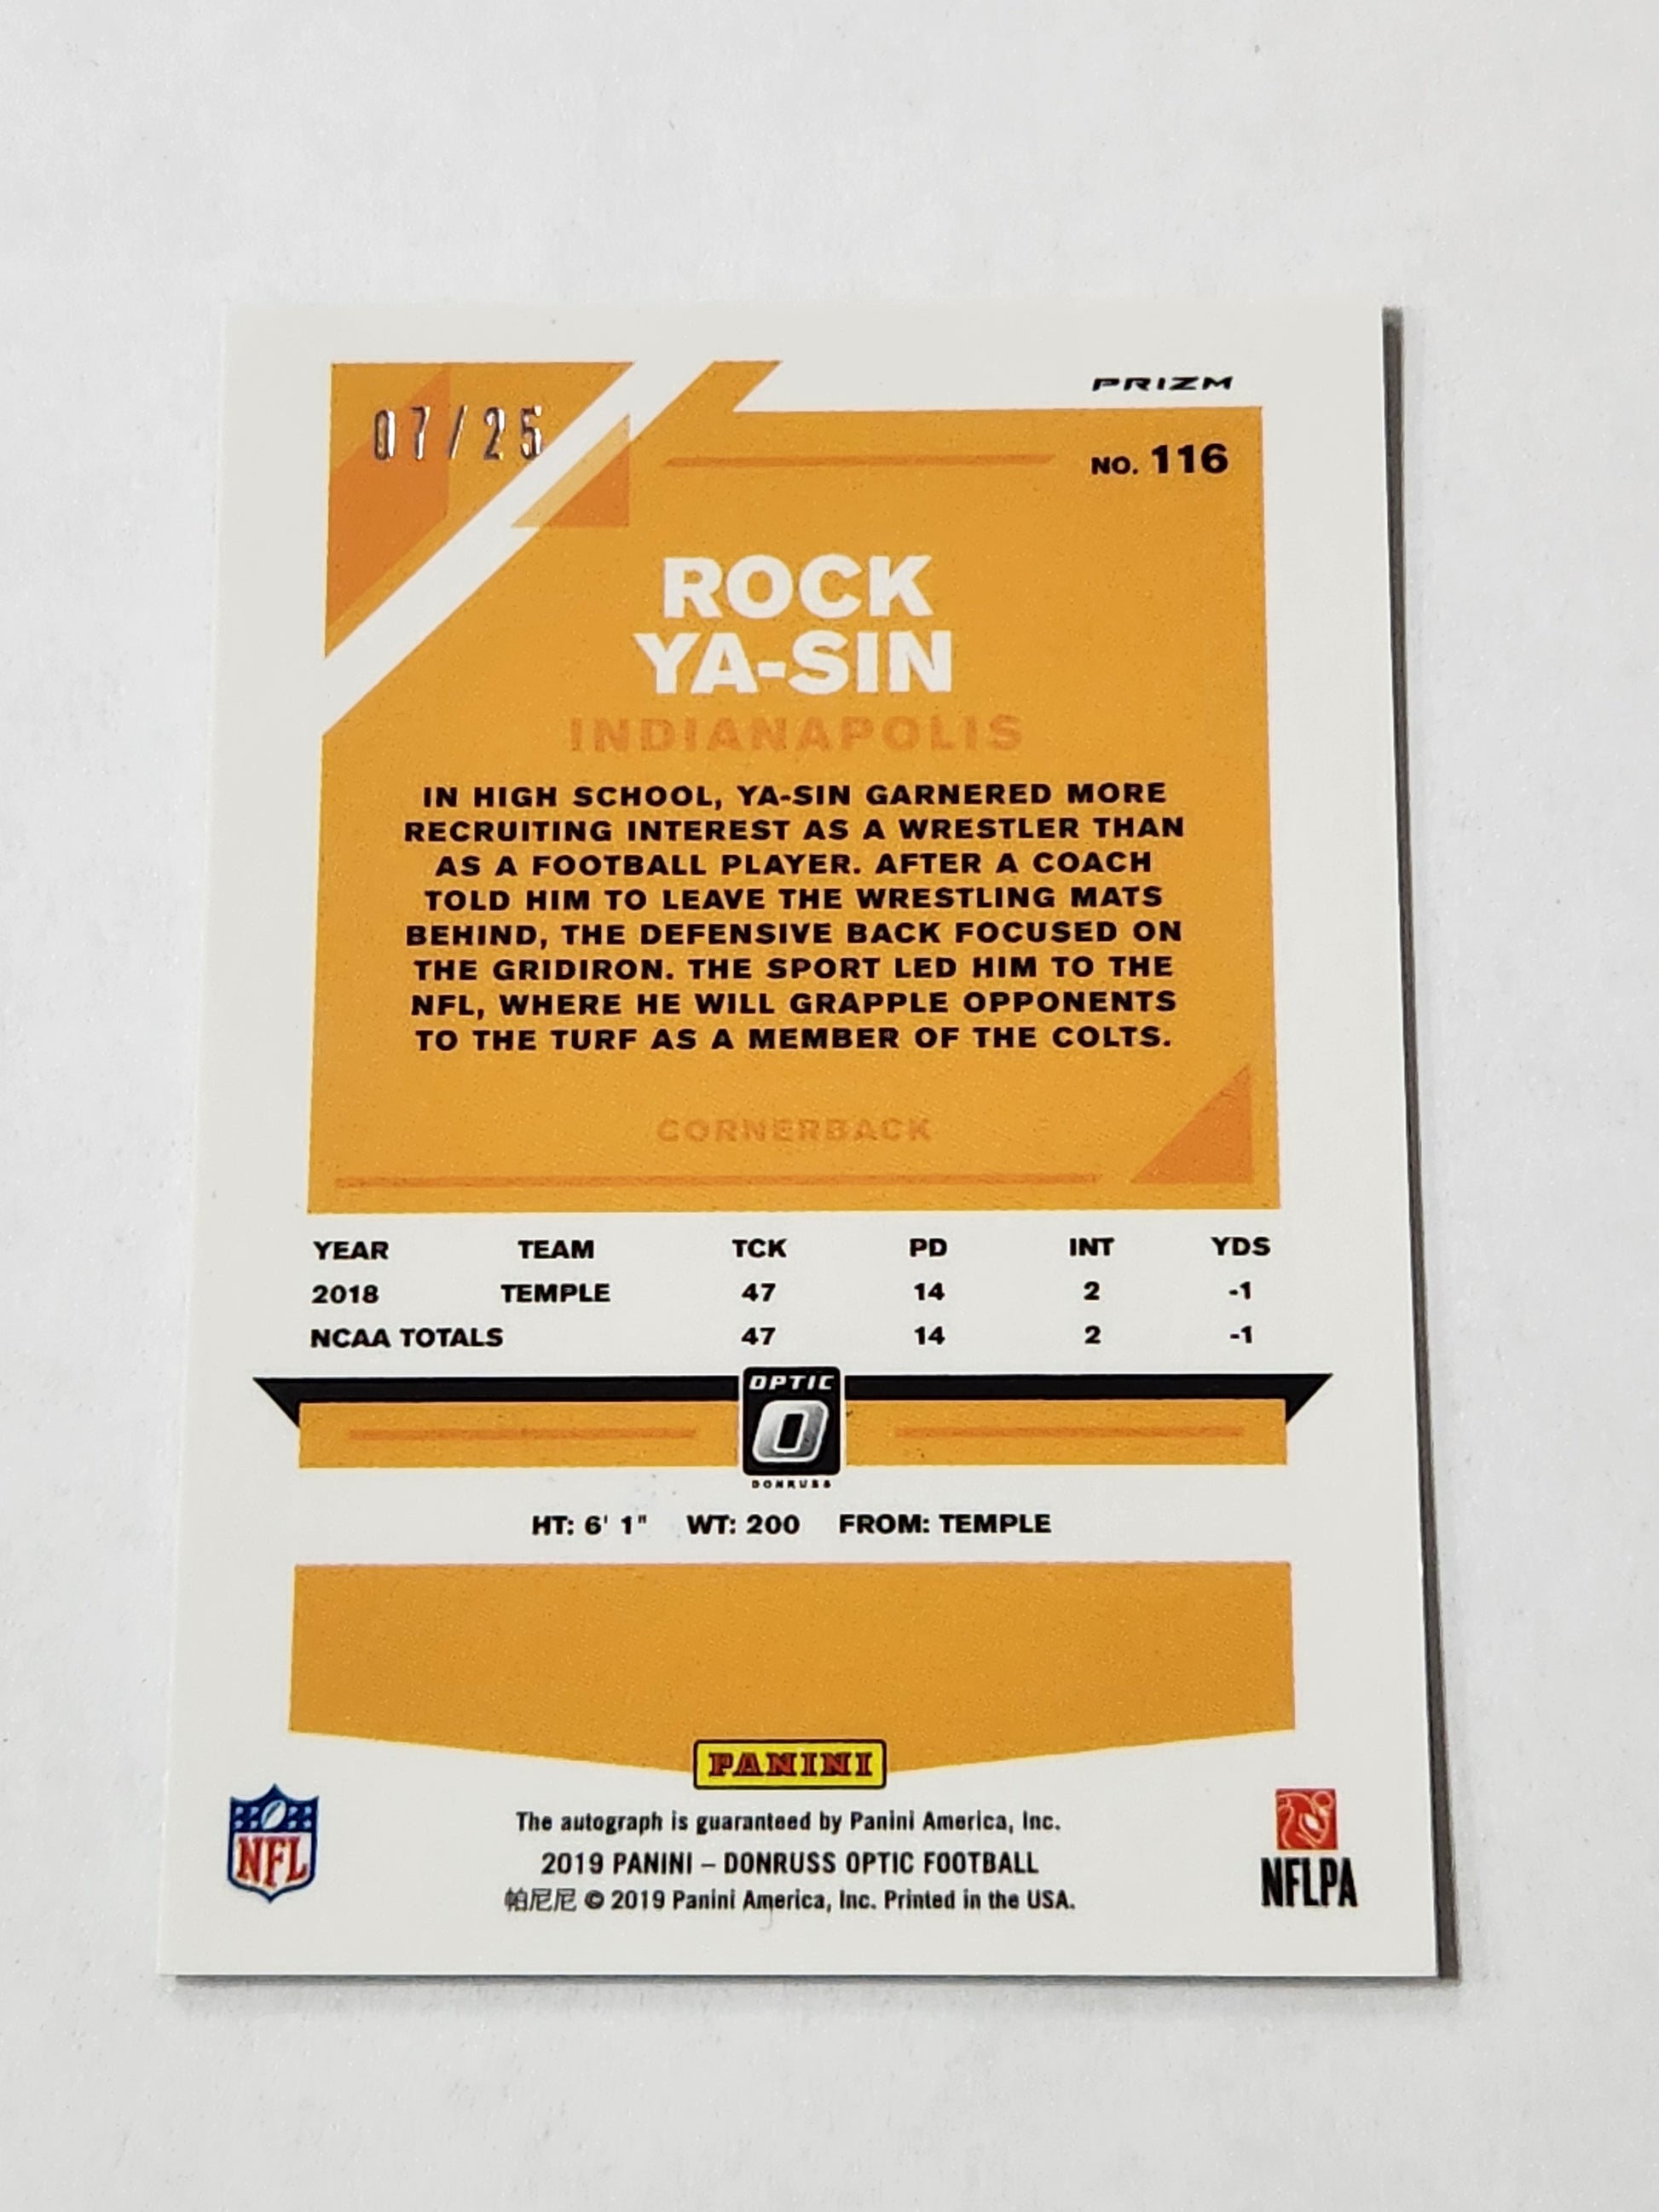 PRIZM
07/25
NO. 116
ROCK
YA-SIN
INDIANAPOLIS
IN HIGH SCHOOL, YA-SIN GARNERED MORE
RECRUITING INTEREST AS A WRESTLER THAN
AS A FOOTBALL PLAYER. AFTER A COACH
TOLD HIM TO LEAVE THE WRESTLING MATS
BEHIND, THE DEFENSIVE BACK FOCUSED ON
THE GRIDIRON. THE SPORT LED HIM TO THE
NFL, WHERE HE WILL GRAPPLE OPPONENTS
TO THE TURF AS A MEMBER OF THE COLTS.
CORNERBACK
YEAR TEAM TCK PD INT YDS
2018 TEMPLE 47 14 2 -1
NCAA TOTALS 47 14 2 -1
OPTIC
O
DONRUSS
HT: 6' 1" WT: 200 FROM: TEMPLE
PANINI
NFL
The autograph is guaranteed by Panini America, Inc.
2019 PANINI – DONRUSS OPTIC FOOTBALL
帕尼尼 © 2019 Panini America, Inc. Printed in the USA.
NFLPA